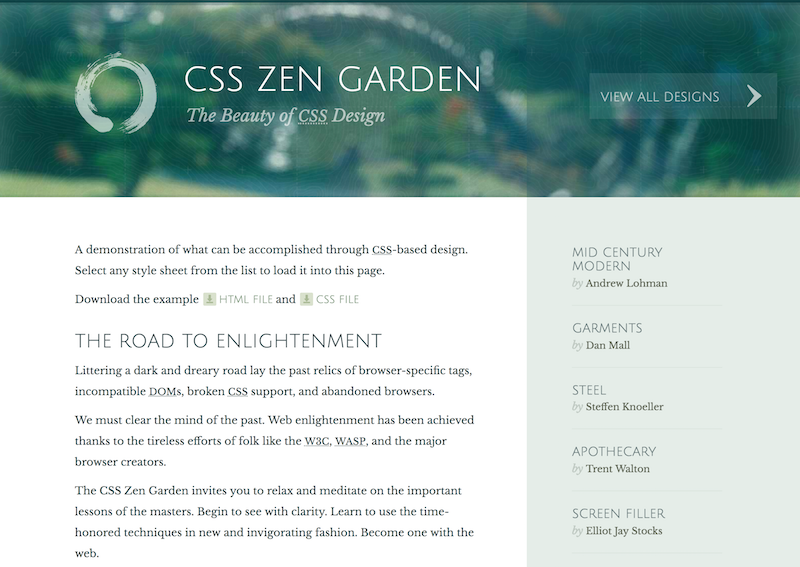 CSS ZEN GARDEN
The Beauty of CSS Design
VIEW ALL DESIGNS
A demonstration of what can be accomplished through CSS-based design.
Select any style sheet from the list to load it into this page.
Download the example HTML FILE and CSS FILE
THE ROAD TO ENLIGHTENMENT
Littering a dark and dreary road lay the past relics of browser-specific tags,
incompatible DOMs, broken CSS support, and abandoned browsers.
We must clear the mind of the past. Web enlightenment has been achieved
thanks to the tireless efforts of folk like the W3C, WASP, and the major
browser creators.
The CSS Zen Garden invites you to relax and meditate on the important
lessons of the masters. Begin to see with clarity. Learn to use the time-
honored techniques in new and invigorating fashion. Become one with the
web.
MID CENTURY
MODERN
by Andrew Lohman
GARMENTS
by Dan Mall
STEEL
by Steffen Knoeller
APOTHECARY
by Trent Walton
SCREEN FILLER
by Elliot Jay Stocks